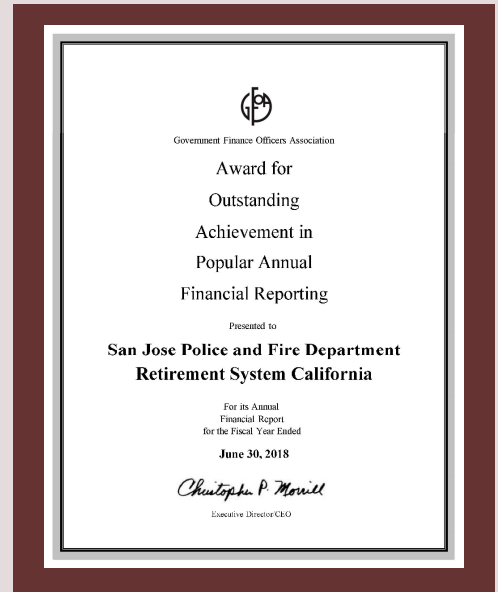 GFOA
Government Finance Officers Association
Award for
Outstanding
Achievement in
Popular Annual
Financial Reporting
Presented to
San Jose Police and Fire Department
Retirement System California
For its Annual
Financial Report
for the Fiscal Year Ended
June 30, 2018
Christopher P. Morrill
Executive Director/CEO